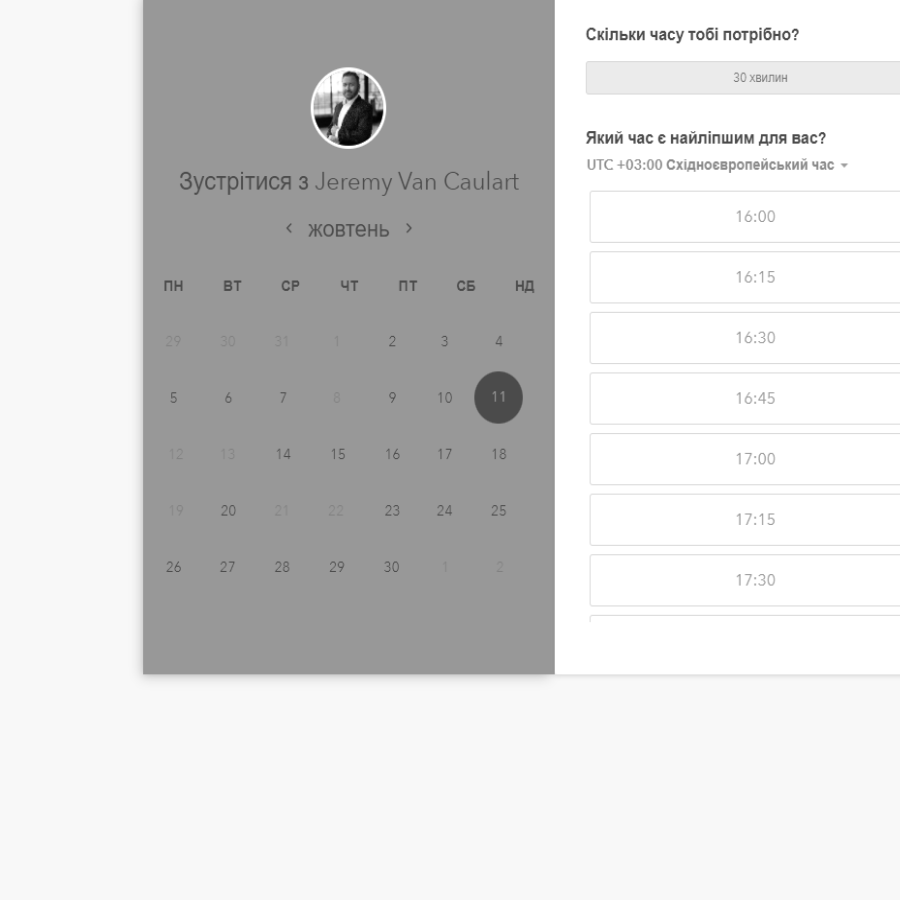 Зустрітися з Jeremy Van Caulart
жовтень
ПН ВТ СР ЧТ ПТ СБ НД
29 30 31 1 2 3 4
5 6 7 8 9 10 11
12 13 14 15 16 17 18
19 20 21 22 23 24 25
26 27 28 29 30 1 2
Скільки часу тобі потрібно?
30 хвилин
Який час є найліпшим для вас?
UTC +03:00 Східноєвропейський час
16:00
16:15
16:30
16:45
17:00
17:15
17:30